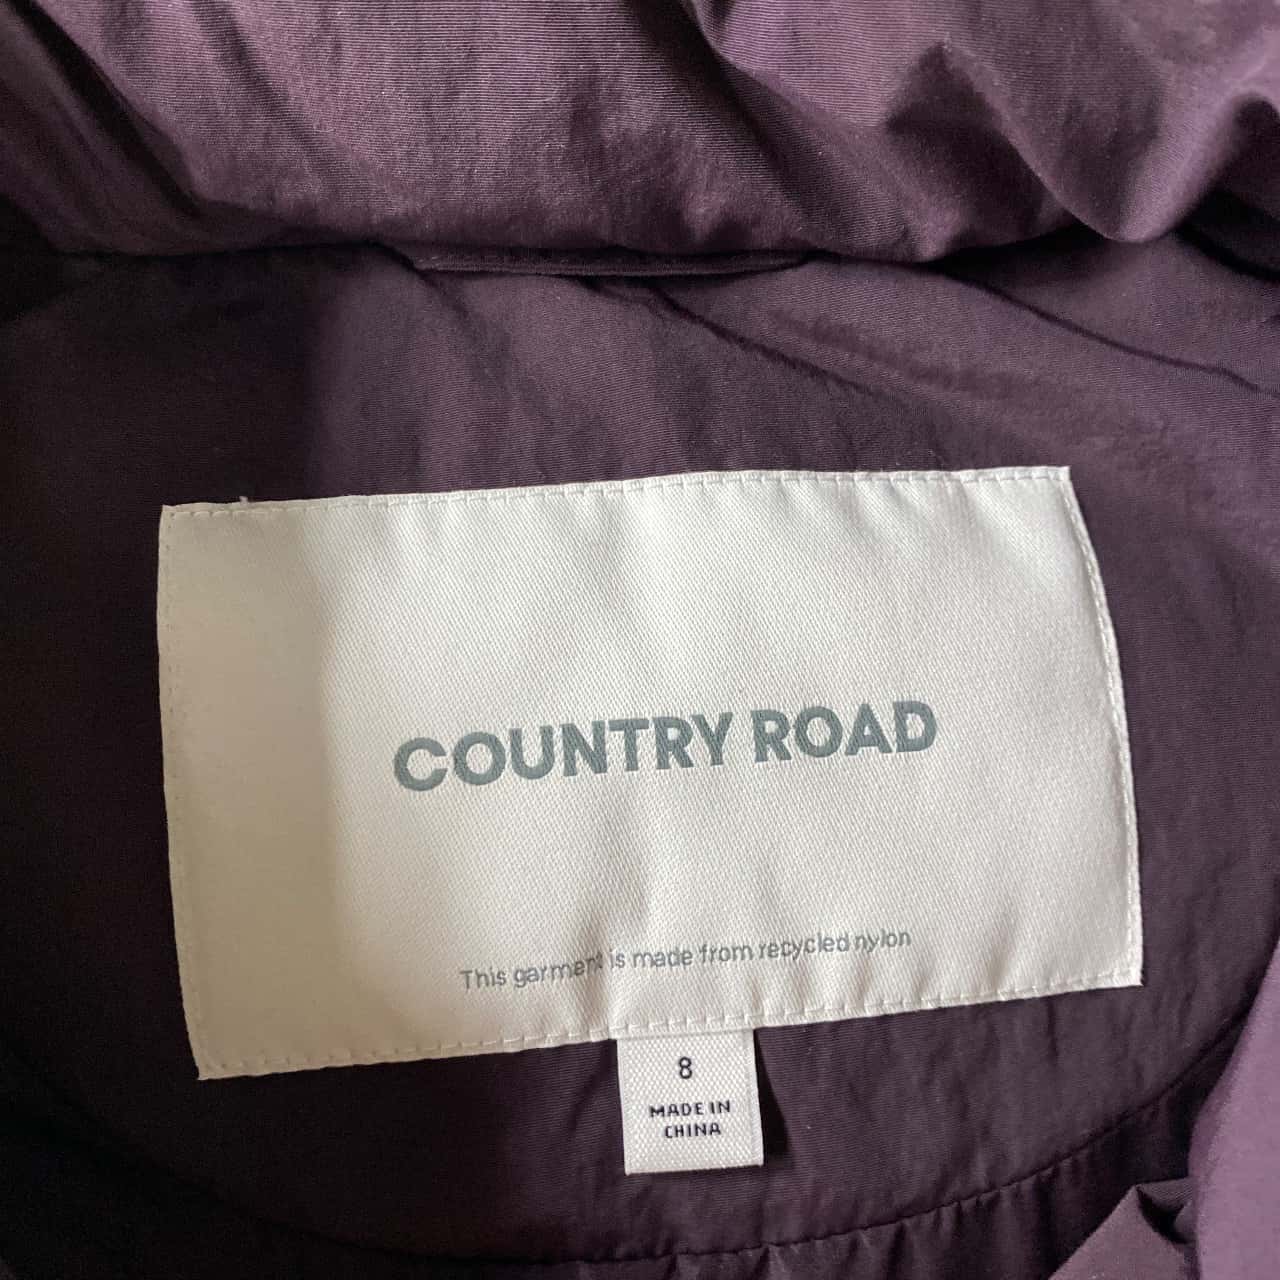 COUNTRY ROAD
This garment is made from recycled nylon
8
MADE IN
CHINA